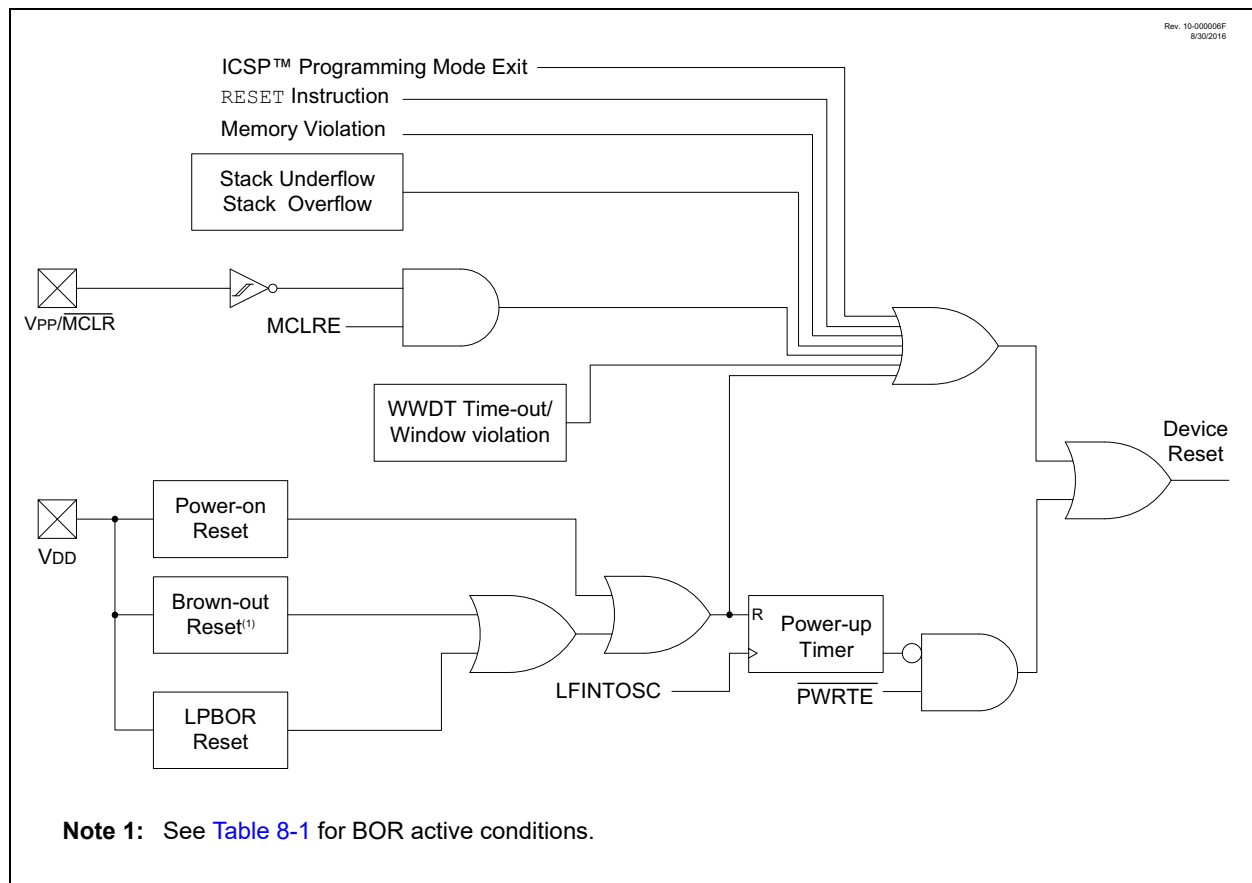 Rev. 10-000006F
8/30/2016
ICSP™ Programming Mode Exit
RESET Instruction
Memory Violation
Stack Underflow
Stack Overflow
VPP/MCLR
MCLRE
WWDT Time-out/
Window violation
Device
Reset
VDD
Power-on
Reset
Brown-out
Reset(1)
LPBOR
Reset
R
Power-up
Timer
LFINTOSC
PWRTE
Note 1: See Table 8-1 for BOR active conditions.